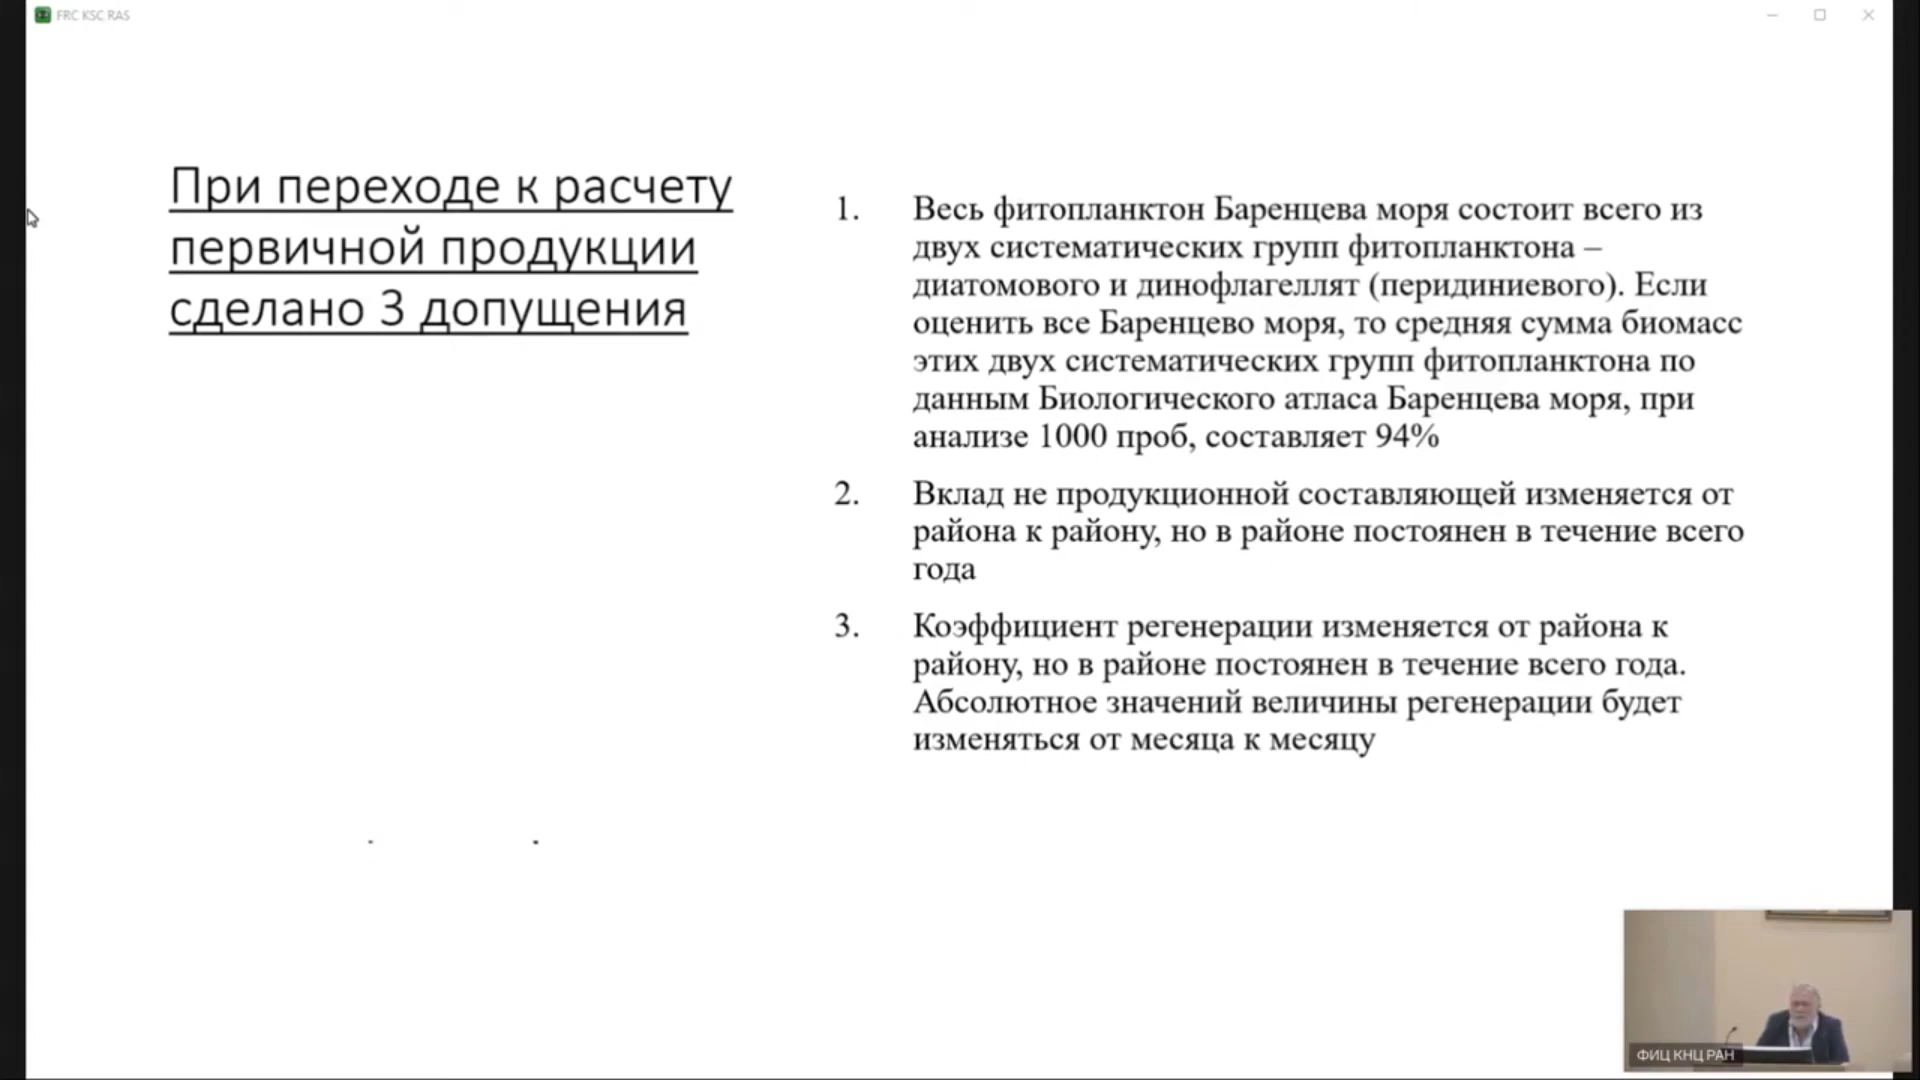 FRC KSC RAS
При переходе к расчету
первичной продукции
сделано 3 допущения
1. Весь фитопланктон Баренцева моря состоит всего из
двух систематических групп фитопланктона –
диатомового и динофлагеллят (перидиниевого). Если
оценить все Баренцево моря, то средняя сумма биомасс
этих двух систематических групп фитопланктона по
данным Биологического атласа Баренцева моря, при
анализе 1000 проб, составляет 94%
2. Вклад не продукционной составляющей изменяется от
района к району, но в районе постоянен в течение всего
года
3. Коэффициент регенерации изменяется от района к
району, но в районе постоянен в течение всего года.
Абсолютное значений величины регенерации будет
изменяться от месяца к месяцу
ФИЦ КНЦ РАН